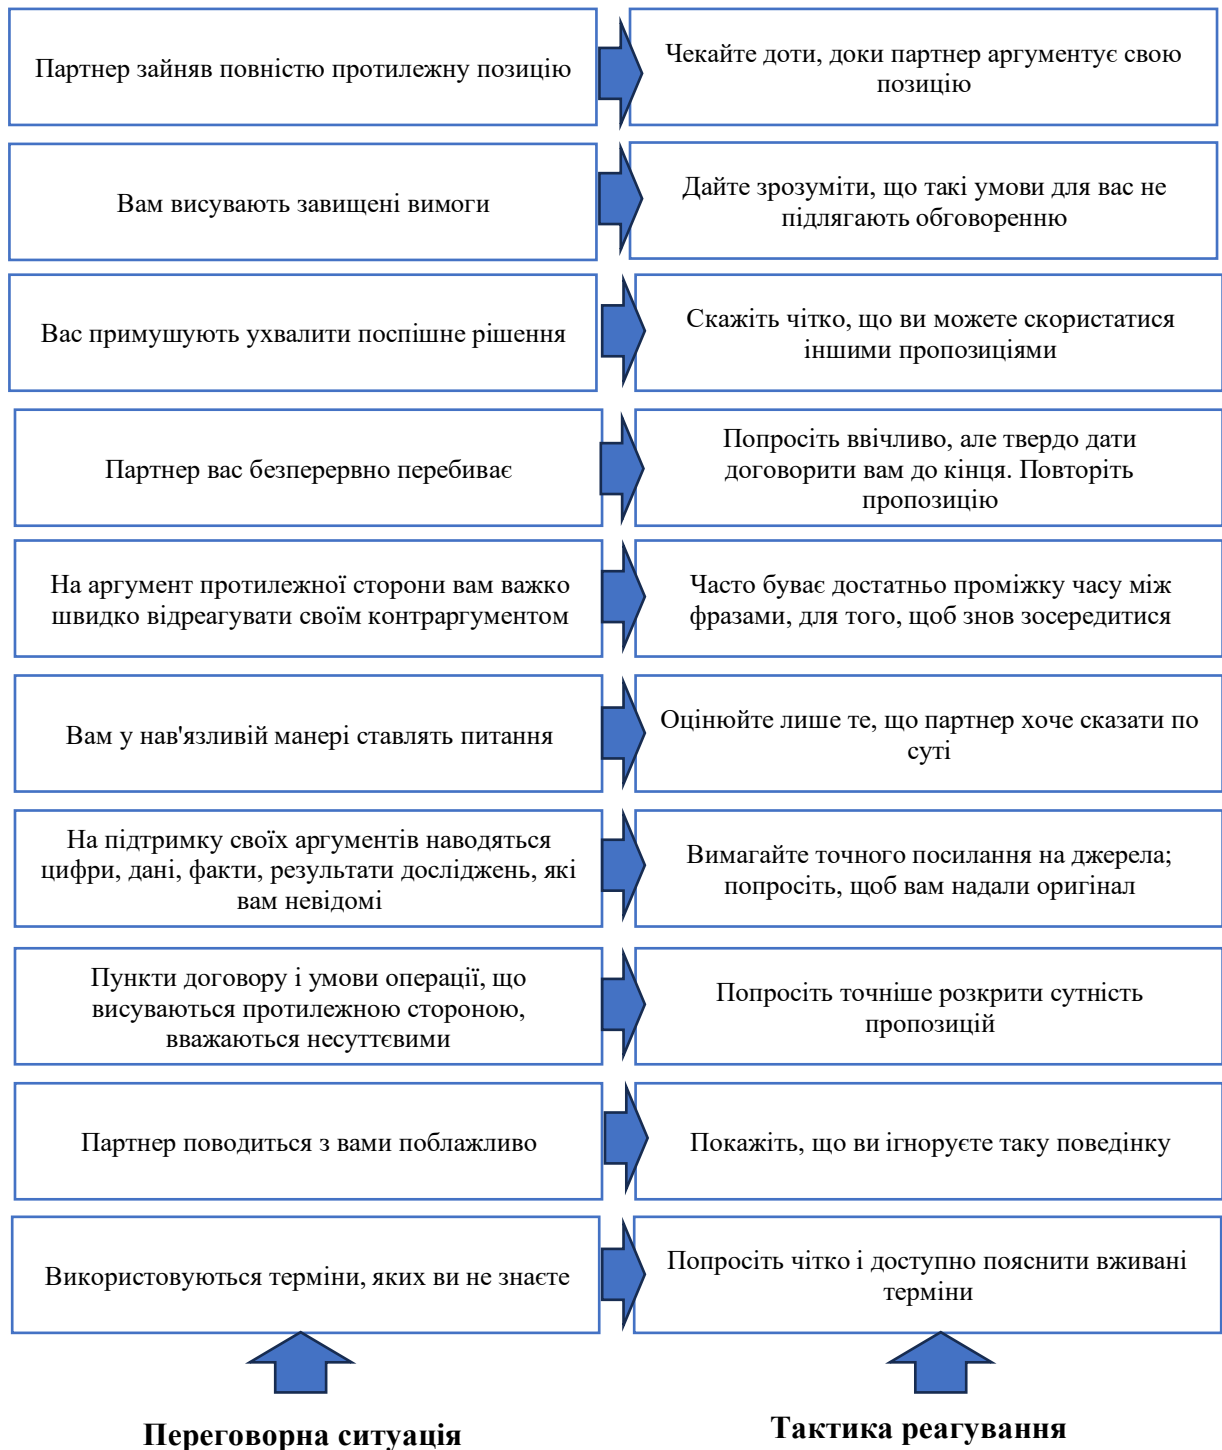 Партнер зайняв повністю протилежну позицію
Чекайте доти, доки партнер аргументує свою
позицію
Вам висувають завищені вимоги
Дайте зрозуміти, що такі умови для вас не
підлягають обговоренню
Вас примушують ухвалити поспішне рішення
Скажіть чітко, що ви можете скористатися
іншими пропозиціями
Партнер вас безперервно перебиває
Попросіть ввічливо, але твердо дати
договорити вам до кінця. Повторіть
пропозицію
На аргумент протилежної сторони вам важко
швидко відреагувати своїм контраргументом
Часто буває достатньо проміжку часу між
фразами, для того, щоб знов зосередитися
Вам у нав'язливій манері ставлять питання
Оцінюйте лише те, що партнер хоче сказати по
суті
На підтримку своїх аргументів наводяться
цифри, дані, факти, результати досліджень, які
вам невідомі
Вимагайте точного посилання на джерела;
попросіть, щоб вам надали оригінал
Пункти договору і умови операції, що
висуваються протилежною стороною,
вважаються несуттєвими
Попросіть точніше розкрити сутність
пропозицій
Партнер поводиться з вами поблажливо
Покажіть, що ви ігноруєте таку поведінку
Використовуються терміни, яких ви не знаєте
Попросіть чітко і доступно пояснити вживані
терміни
Переговорна ситуація
Тактика реагування